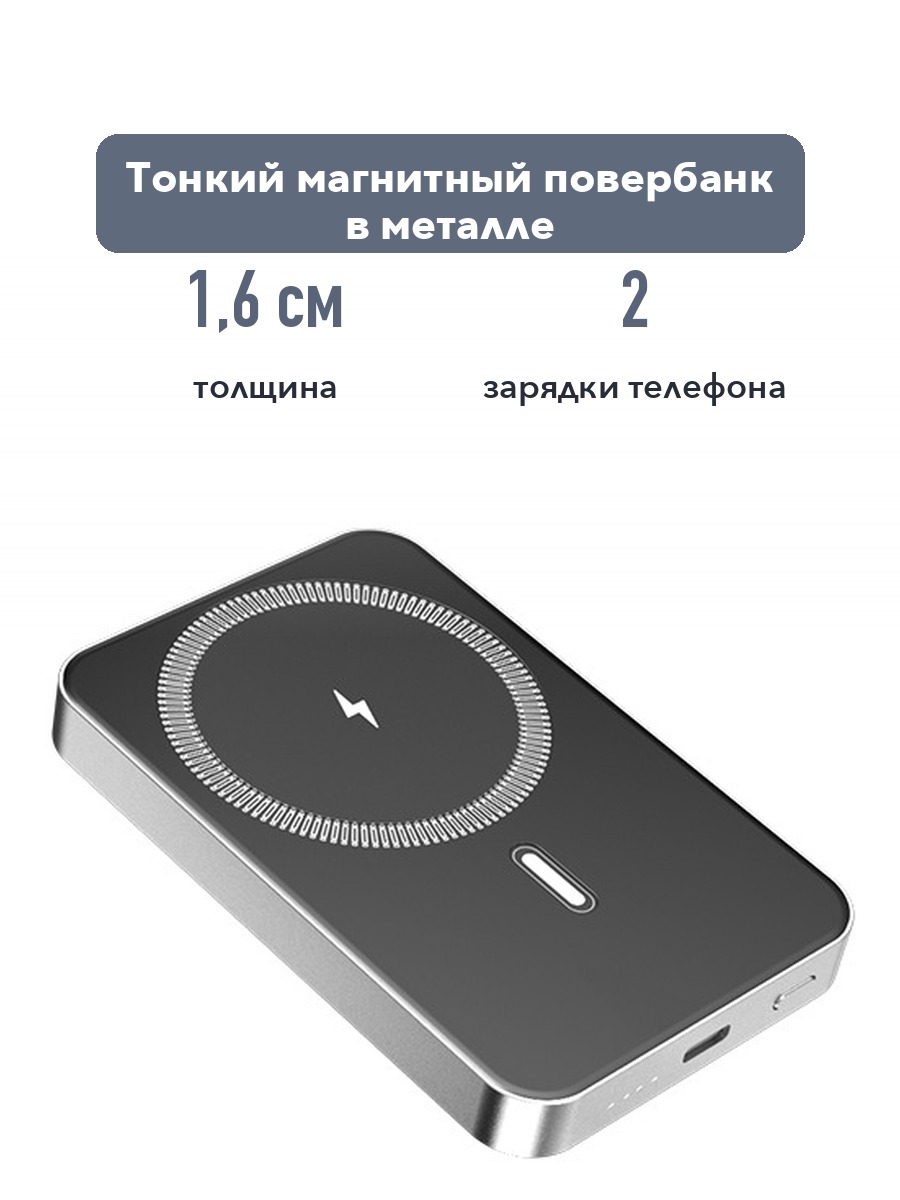 Тонкий магнитный повербанк
в металле
1,6 см
2
толщина
зарядки телефона